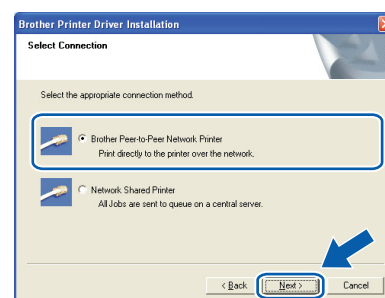 Brother Printer Driver Installation
Select Connection
Select the appropriate connection method.
Brother Peer-to-Peer Network Printer
Print directly to the printer over the network.
Network Shared Printer
All Jobs are sent to queue on a central server.
< Back Next > Cancel